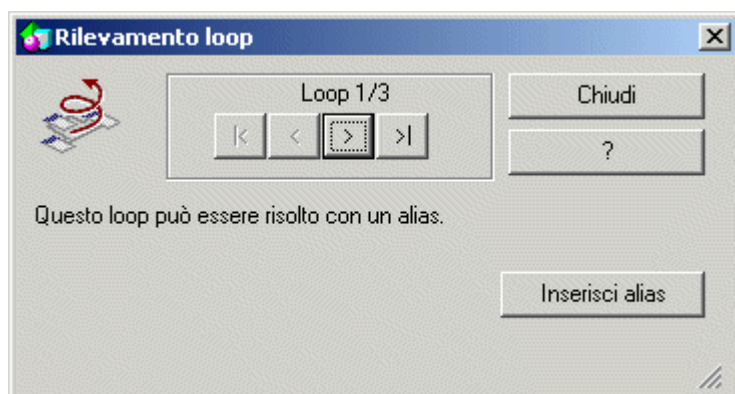 Rilevamento loop
Loop 1/3
|< < > >|
Chiudi
?
Questo loop può essere risolto con un alias.
Inserisci alias